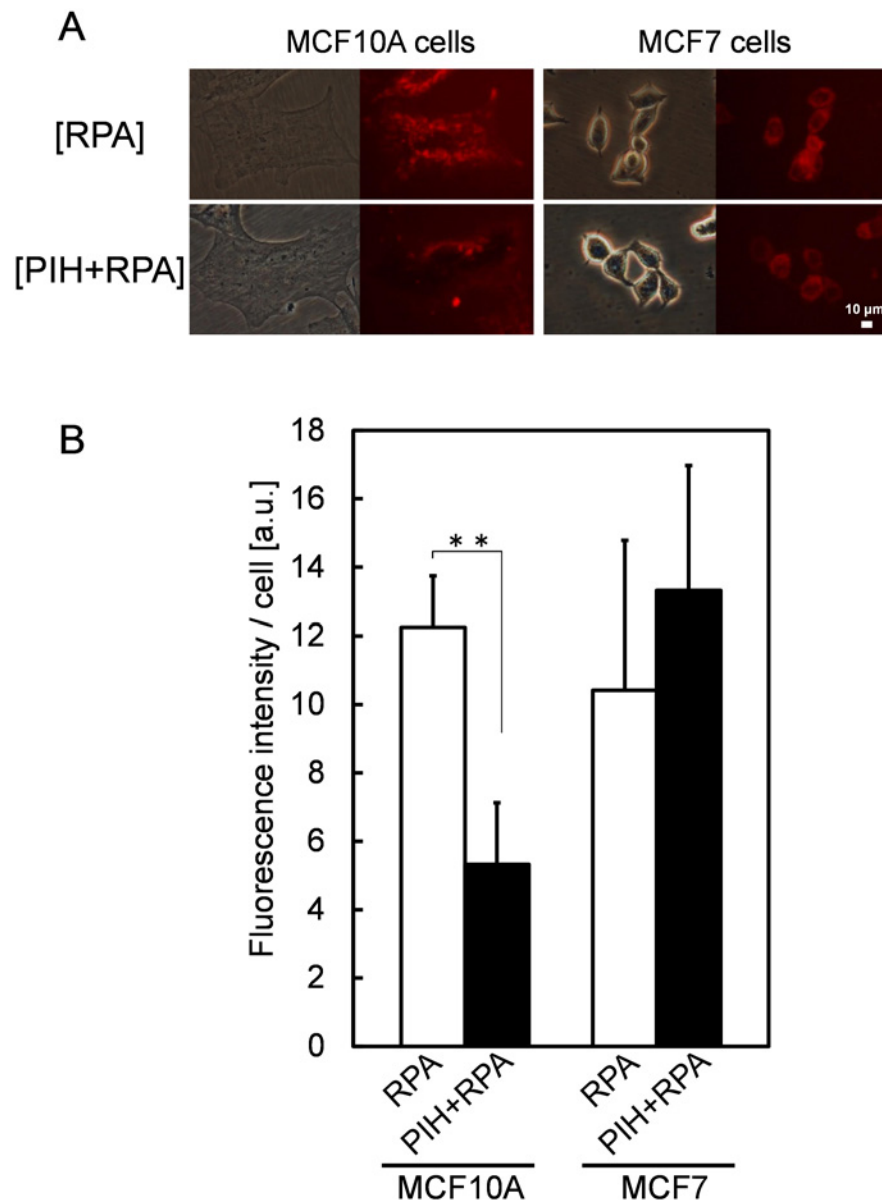 A
MCF10A cells
MCF7 cells
[RPA]
[PIH+RPA]
10 μm
B
Fluorescence intensity / cell [a.u.]
18
16
14
12
10
8
6
4
2
0
* *
RPA
PIH+RPA
RPA
PIH+RPA
MCF10A
MCF7